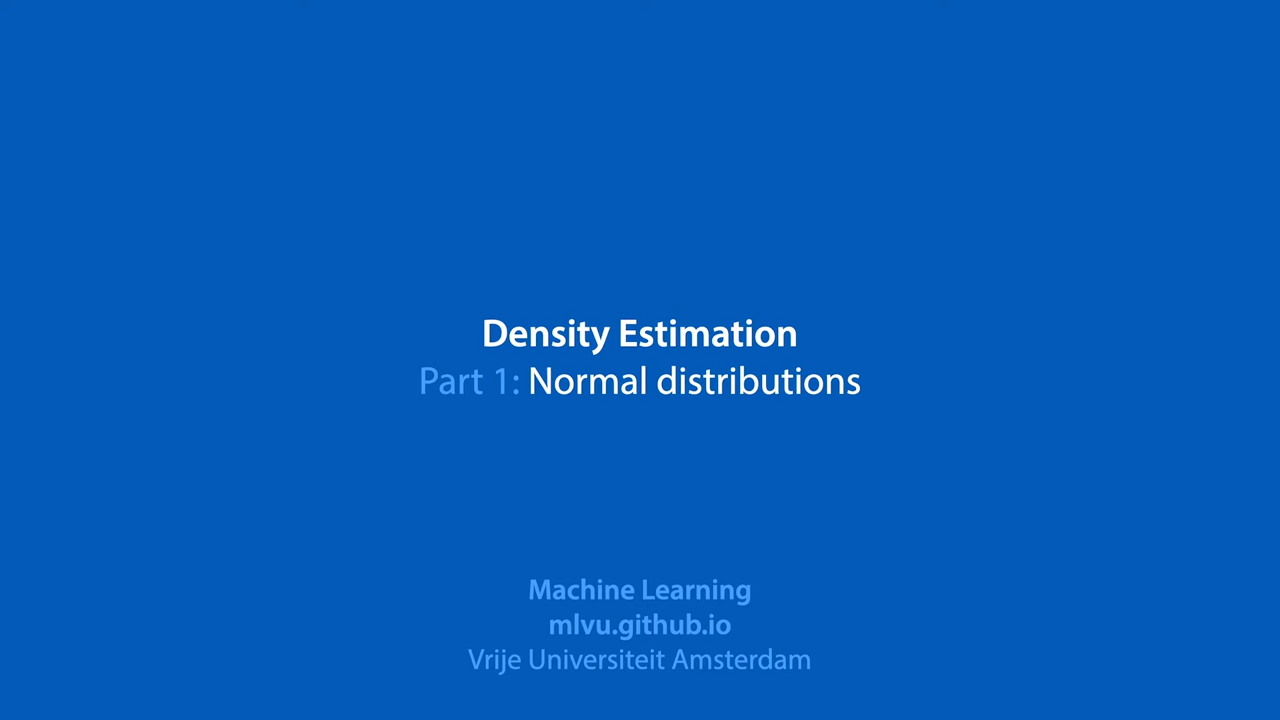 Density Estimation
Part 1: Normal distributions
Machine Learning
mlvu.github.io
Vrije Universiteit Amsterdam